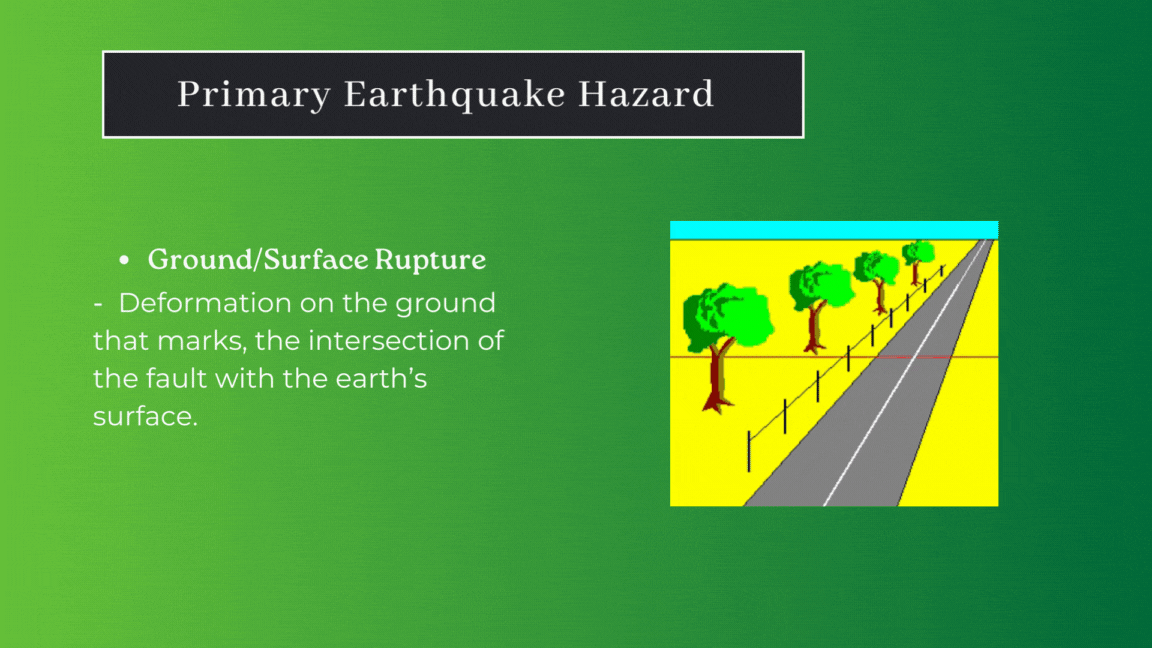 Primary Earthquake Hazard
• Ground/Surface Rupture
- Deformation on the ground
that marks, the intersection of
the fault with the earth’s
surface.